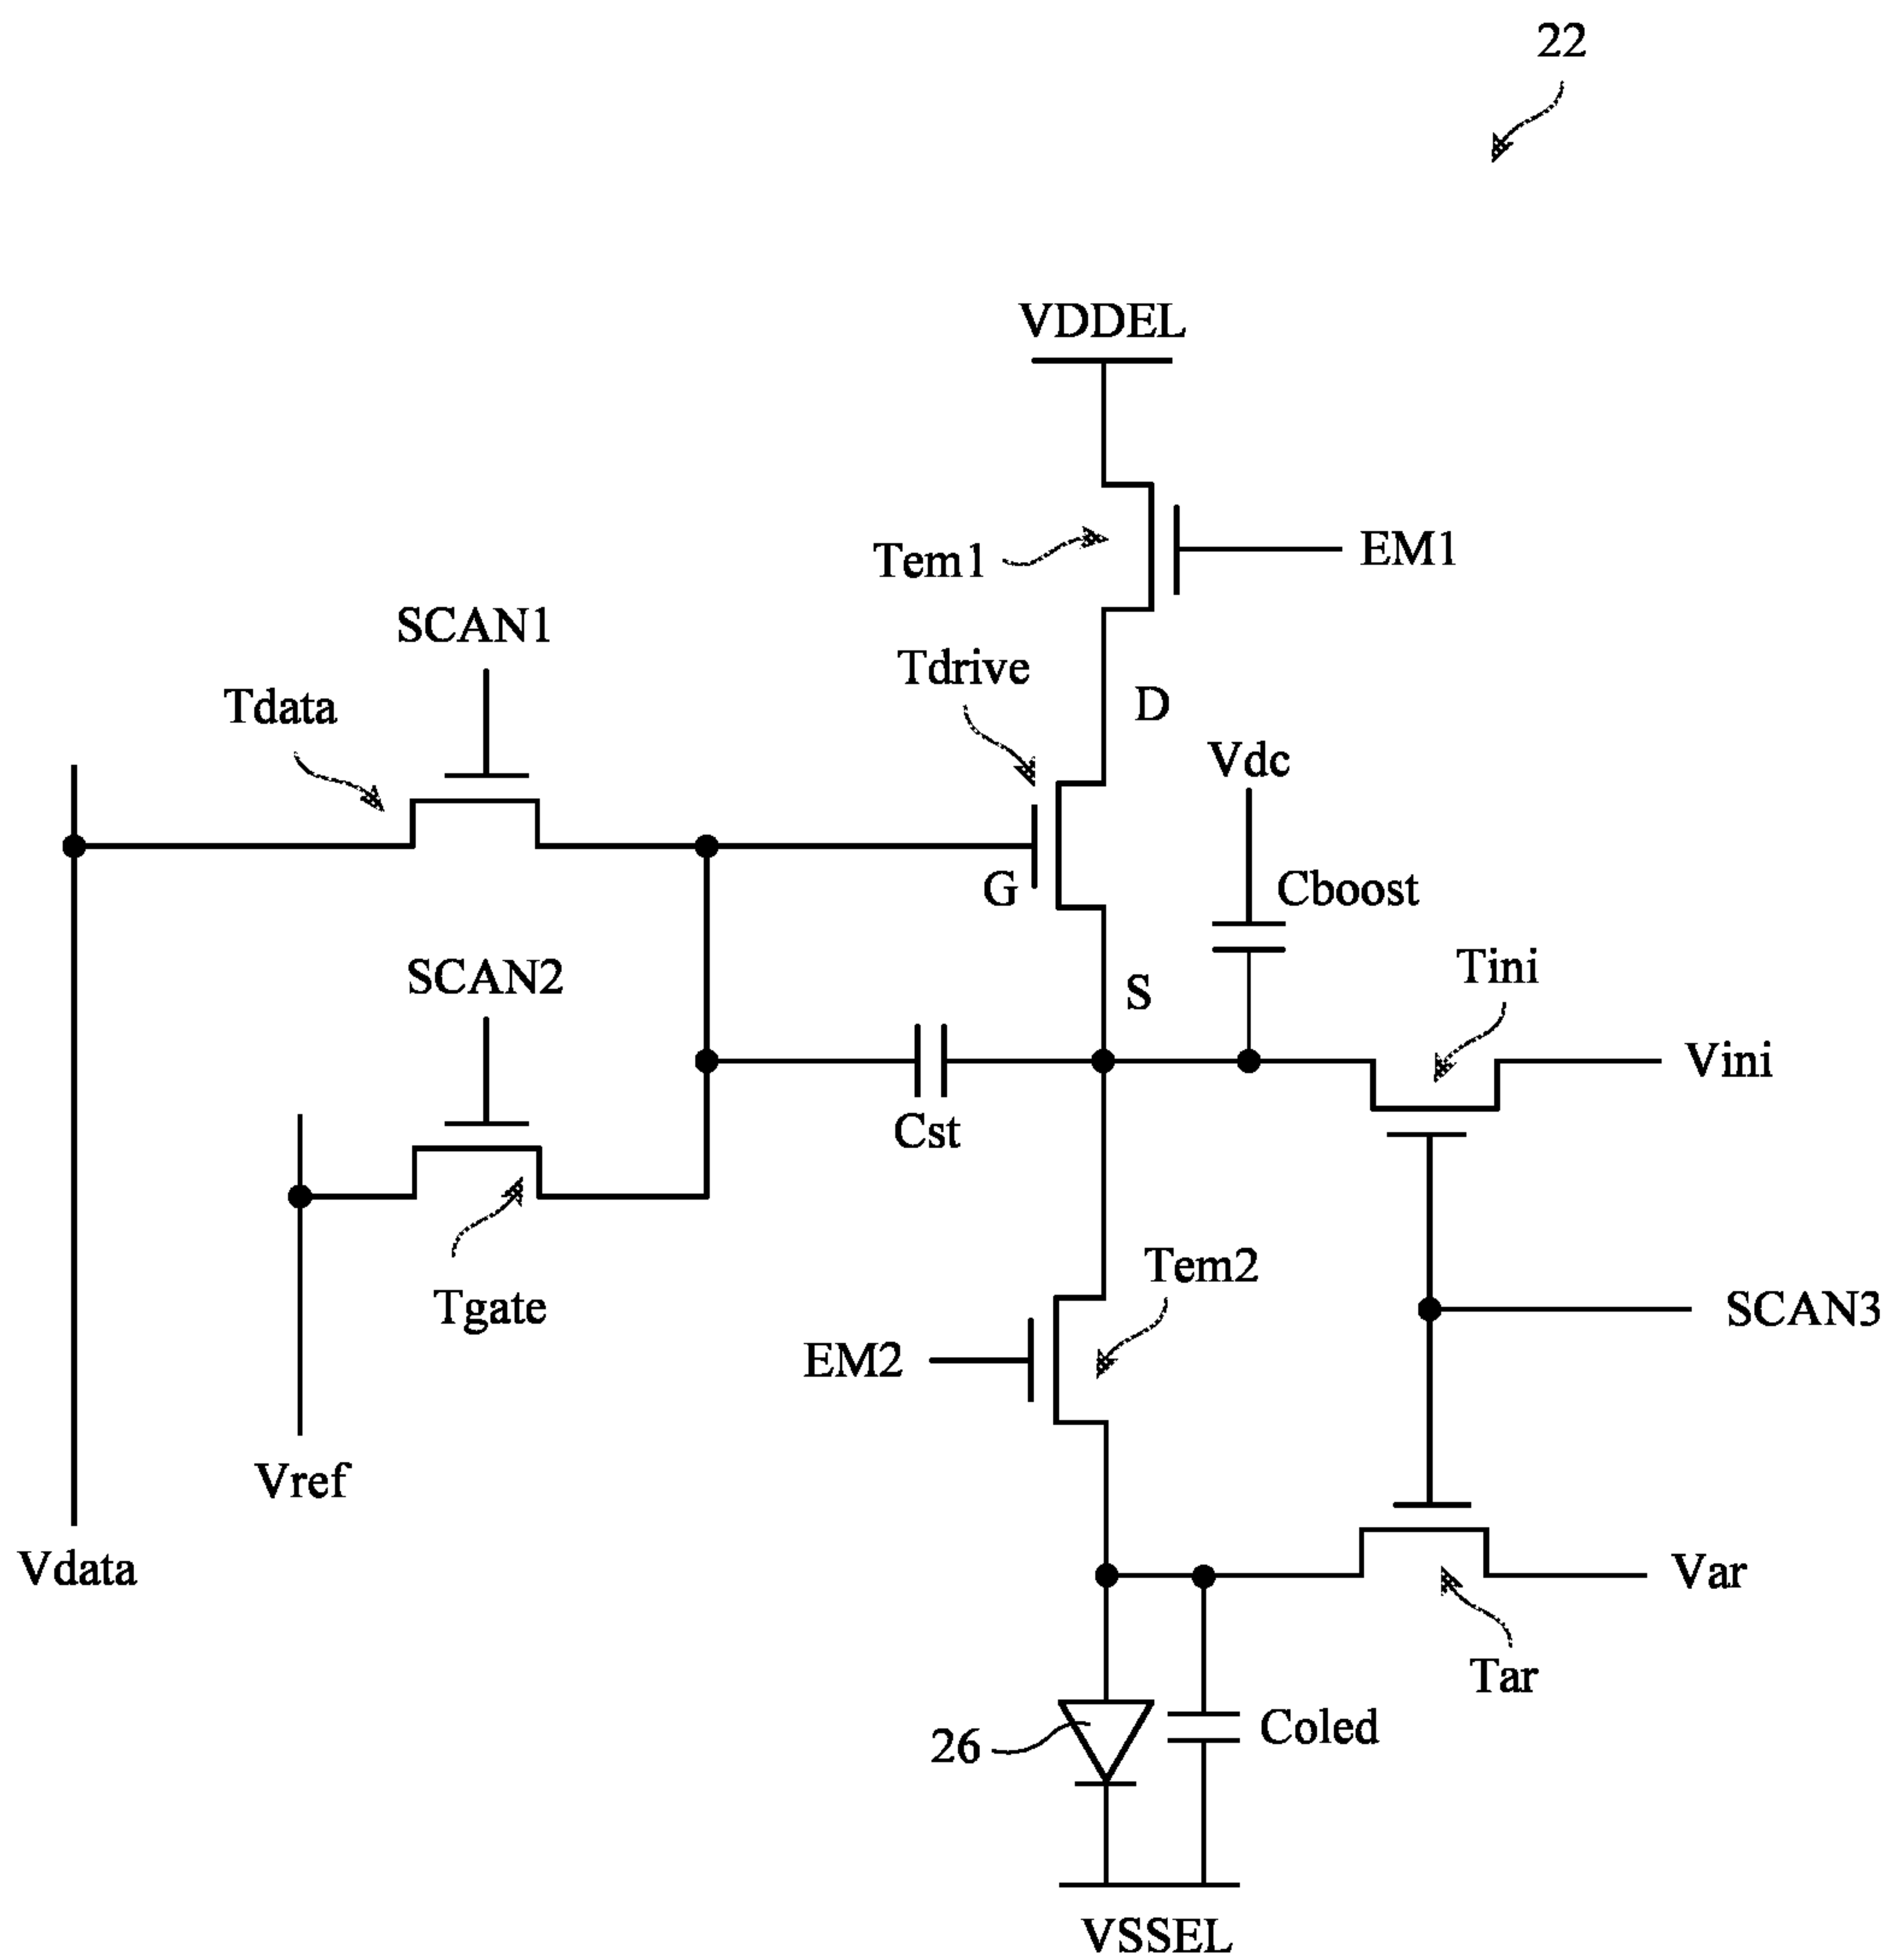 22
VDDEL
Tem1
EM1
SCAN1
Tdrive
Tdata
D
Vdc
G
Cboost
SCAN2
S
Tini
Vini
Cst
Tem2
Tgate
SCAN3
EM2
Vref
Vdata
Var
Tar
26
Coled
VSSEL